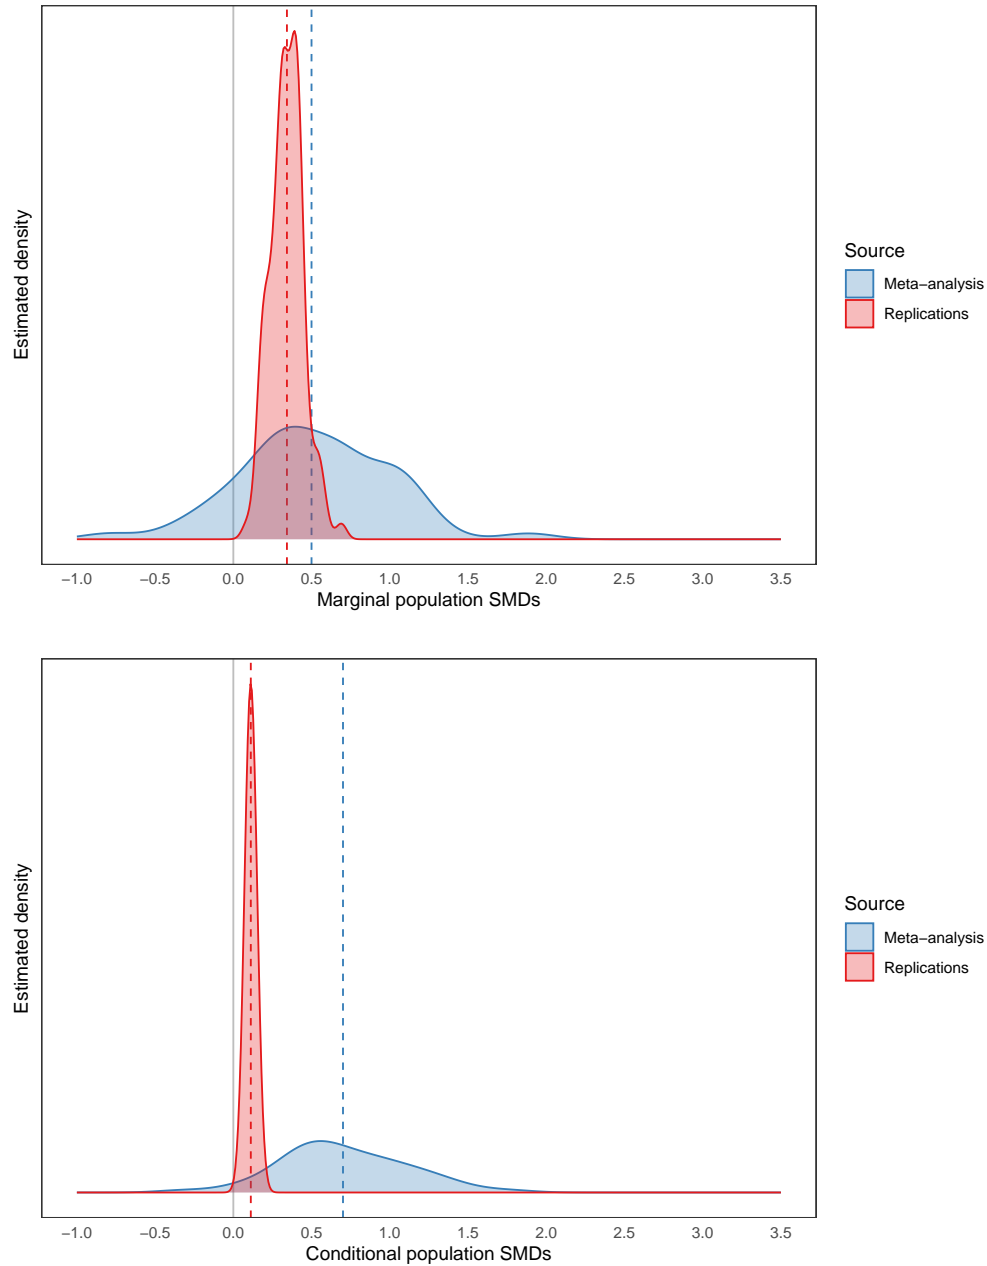 Estimated density
Source
Meta−analysis
Replications
−1.0 −0.5 0.0 0.5 1.0 1.5 2.0 2.5 3.0 3.5
Marginal population SMDs
Estimated density
Source
Meta−analysis
Replications
−1.0 −0.5 0.0 0.5 1.0 1.5 2.0 2.5 3.0 3.5
Conditional population SMDs